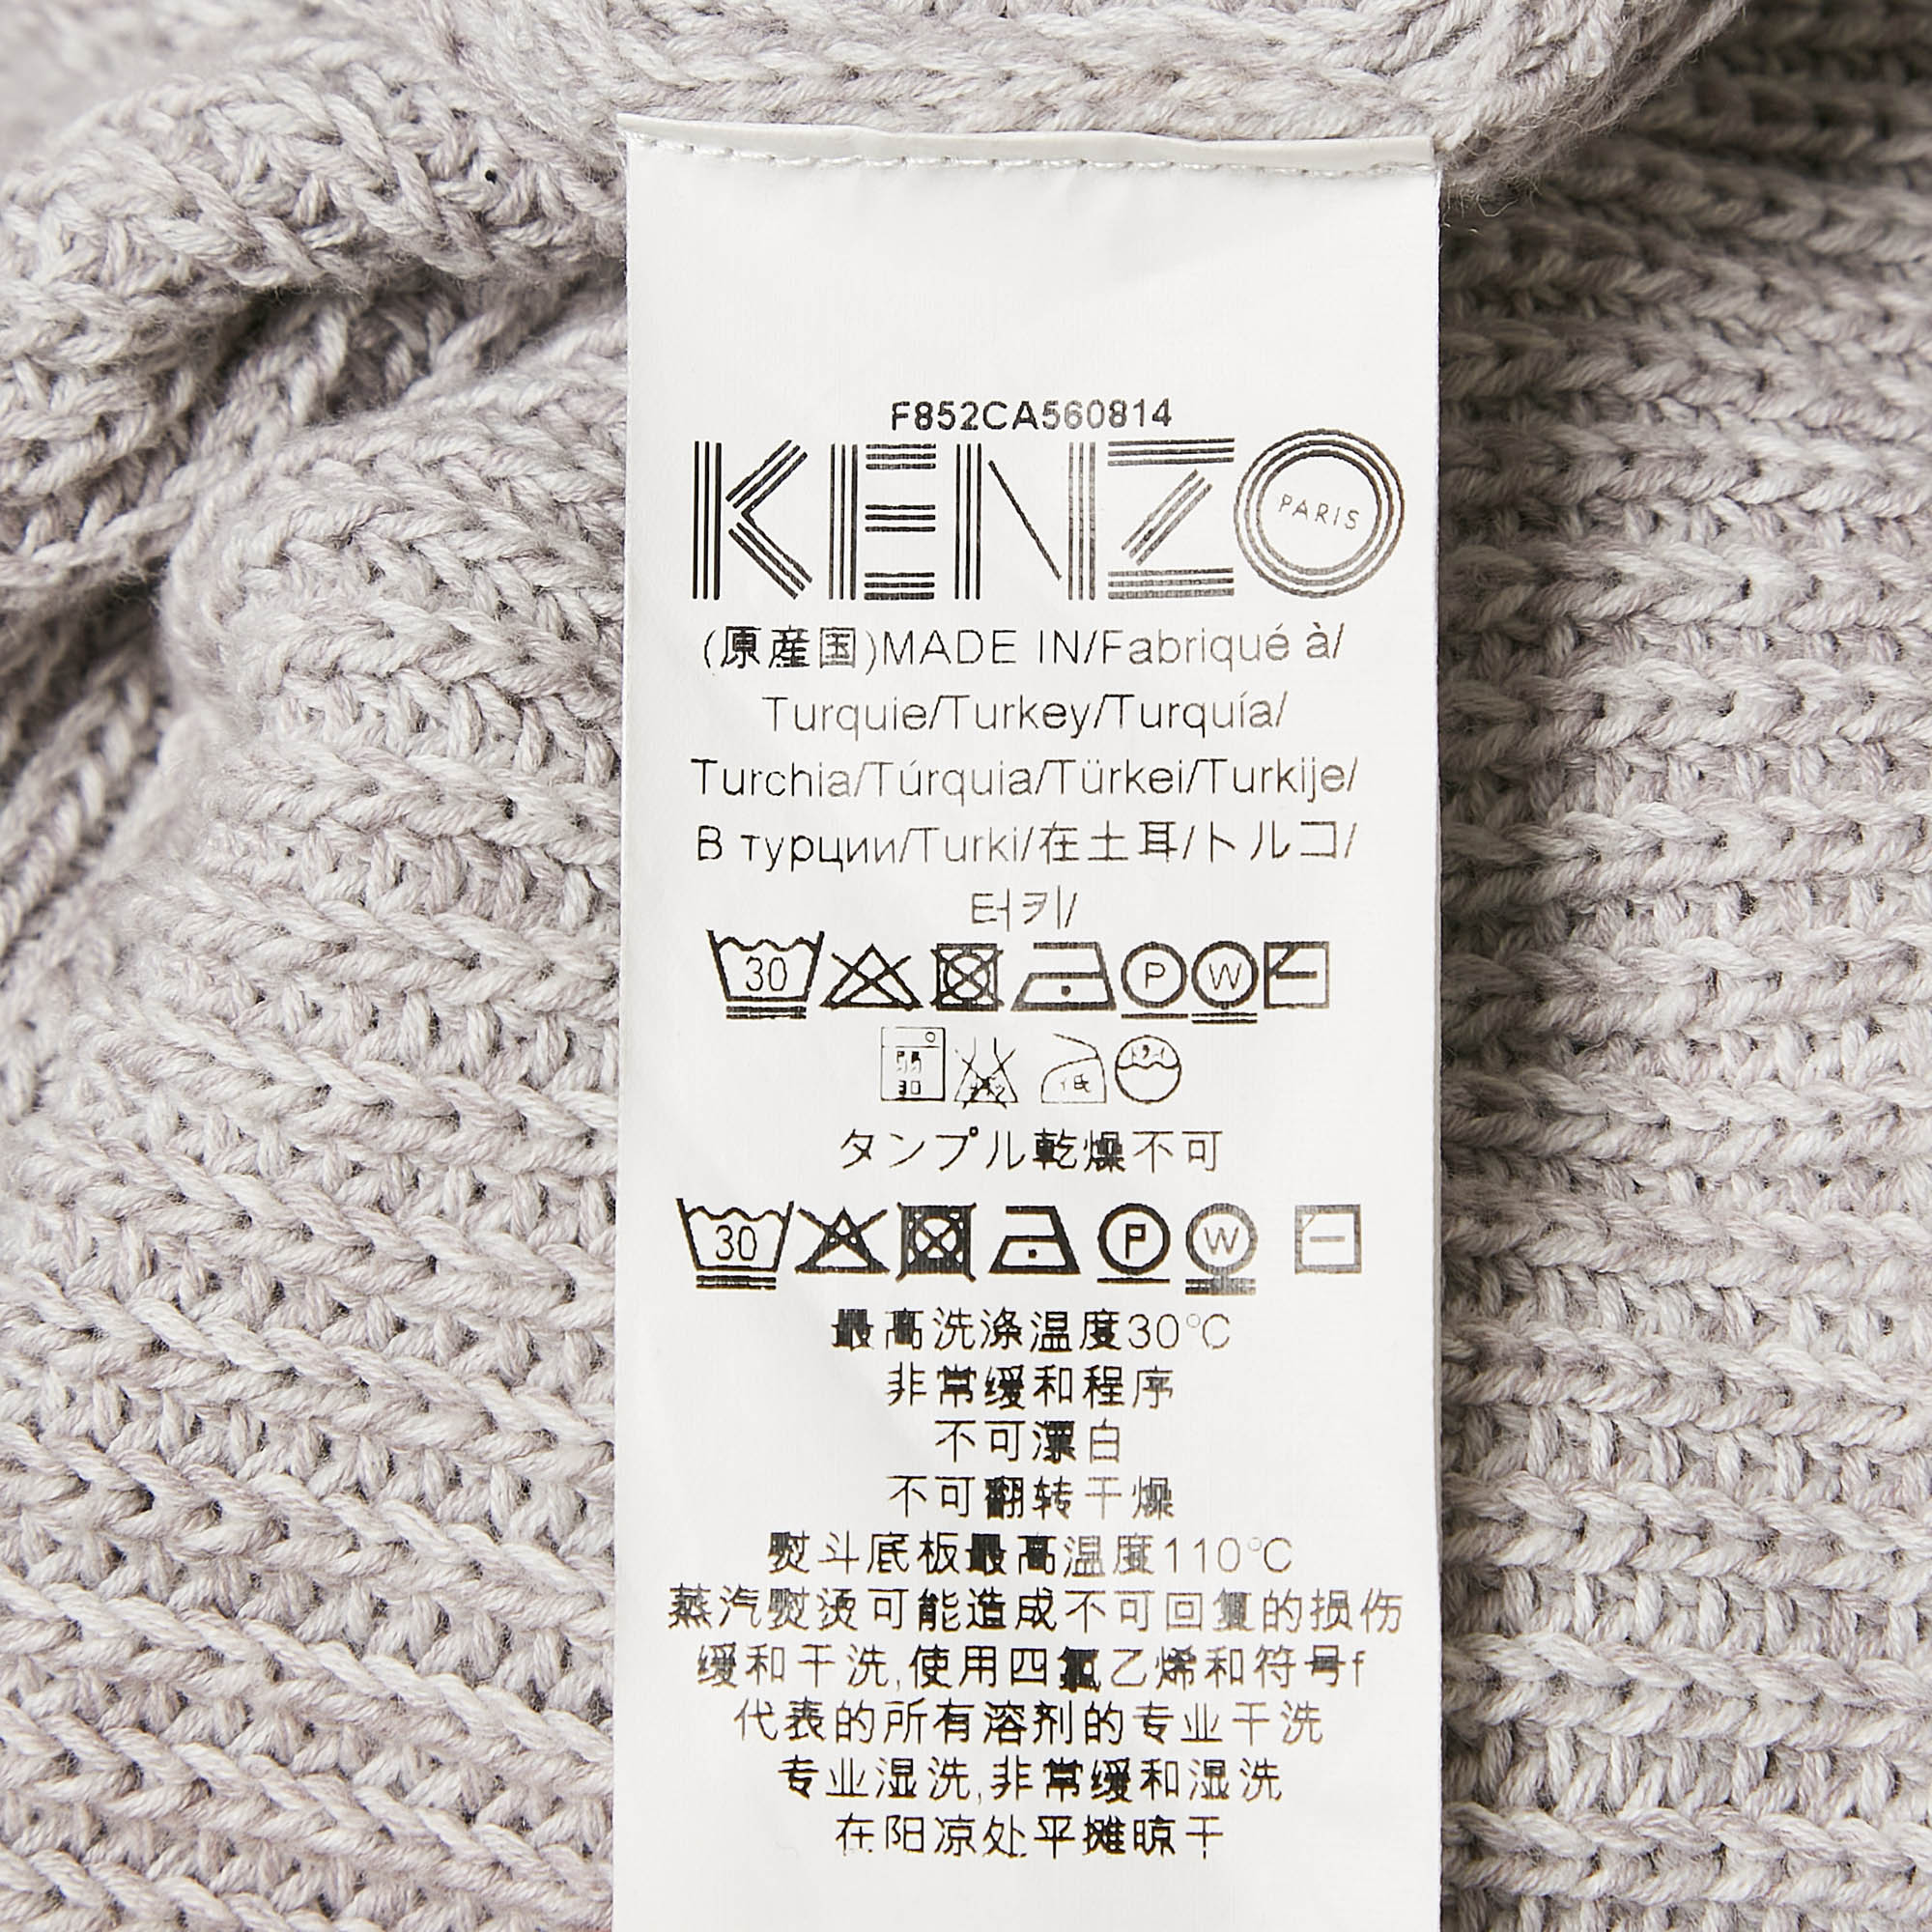 F852CA560814
KENZO PARIS
(原産国)MADE IN/Fabriqué à/
Turquie/Turkey/Turquía/
Turchia/Túrquia/Türkei/Turkije/
В турции/Turki/在土耳/トルコ/
터키/
30 P W
30 低
タンプル乾燥不可
30 P W
最高洗涤温度30°C
非常缓和程序
不可漂白
不可翻转干燥
熨斗底板最高温度110°C
蒸汽熨烫可能造成不可回复的损伤
缓和干洗,使用四氯乙烯和符号f
代表的所有溶剂的专业干洗
专业湿洗,非常缓和湿洗
在阳凉处平摊晾干